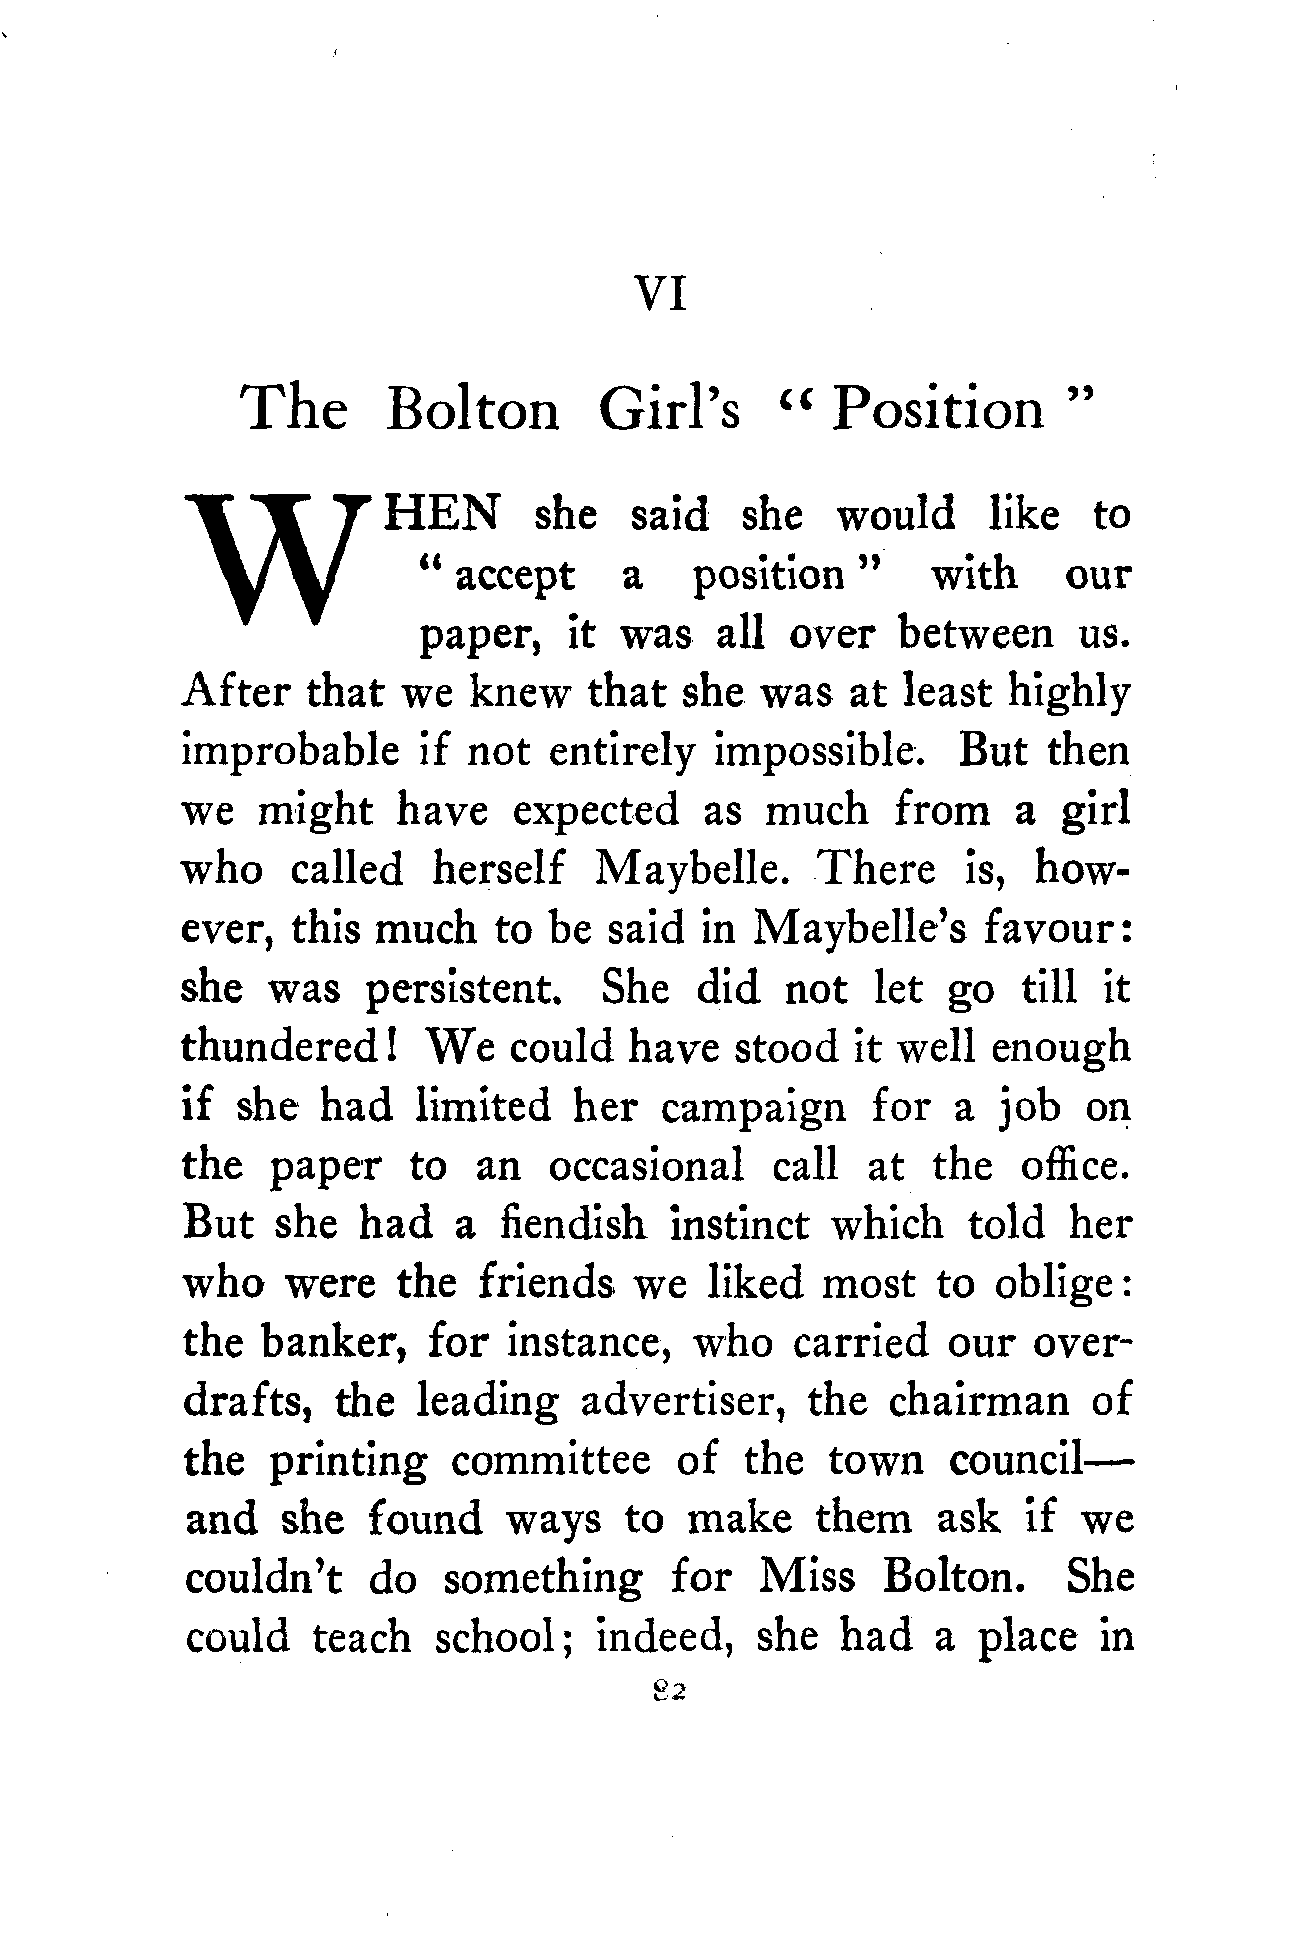 VI
The Bolton Girl's “ Position ”
WHEN she said she would like to
“ accept a position ” with our
paper, it was all over between us.
After that we knew that she was at least highly
improbable if not entirely impossible. But then
we might have expected as much from a girl
who called herself Maybelle. There is, how-
ever, this much to be said in Maybelle's favour:
she was persistent. She did not let go till it
thundered! We could have stood it well enough
if she had limited her campaign for a job on
the paper to an occasional call at the office.
But she had a fiendish instinct which told her
who were the friends we liked most to oblige:
the banker, for instance, who carried our over-
drafts, the leading advertiser, the chairman of
the printing committee of the town council—
and she found ways to make them ask if we
couldn't do something for Miss Bolton. She
could teach school; indeed, she had a place in
82